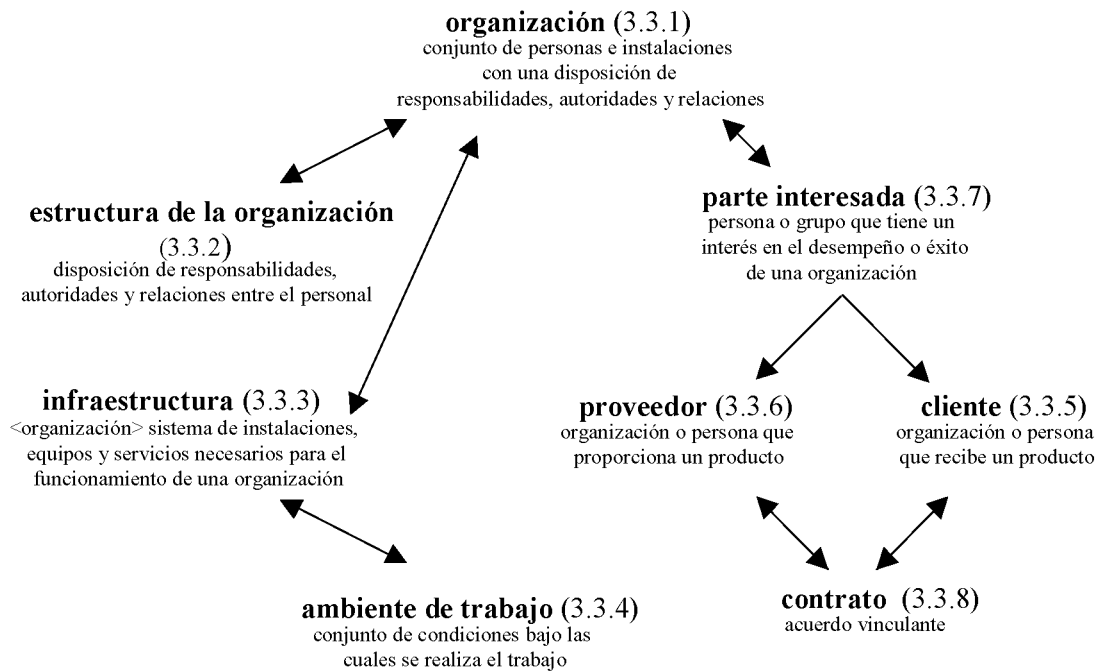 organización (3.3.1)
conjunto de personas e instalaciones
con una disposición de
responsabilidades, autoridades y relaciones
estructura de la organización
(3.3.2)
disposición de responsabilidades,
autoridades y relaciones entre el personal
parte interesada (3.3.7)
persona o grupo que tiene un
interés en el desempeño o éxito
de una organización
infraestructura (3.3.3)
<organización> sistema de instalaciones,
equipos y servicios necesarios para el
funcionamiento de una organización
proveedor (3.3.6)
organización o persona que
proporciona un producto
cliente (3.3.5)
organización o persona
que recibe un producto
ambiente de trabajo (3.3.4)
conjunto de condiciones bajo las
cuales se realiza el trabajo
contrato (3.3.8)
acuerdo vinculante